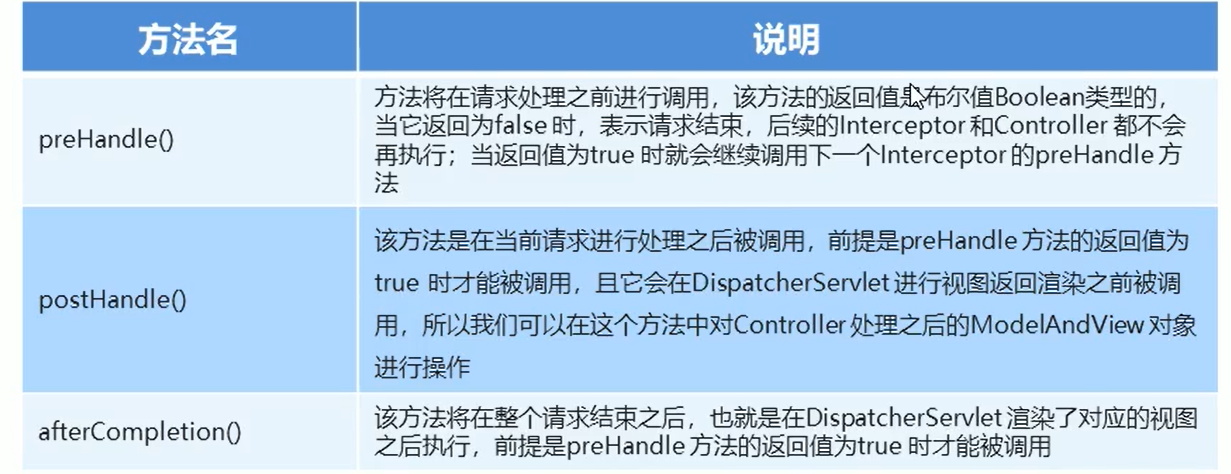 方法名 说明
preHandle()
方法将在请求处理之前进行调用，该方法的返回值是布尔值Boolean类型的，
当它返回为false 时，表示请求结束，后续的Interceptor 和Controller 都不会
再执行；当返回值为true 时就会继续调用下一个Interceptor 的preHandle 方
法
postHandle()
该方法是在当前请求进行处理之后被调用，前提是preHandle 方法的返回值为
true 时才能被调用，且它会在DispatcherServlet 进行视图返回渲染之前被调
用，所以我们可以在这个方法中对Controller 处理之后的ModelAndView 对象
进行操作
afterCompletion()
该方法将在整个请求结束之后，也就是在DispatcherServlet 渲染了对应的视图
之后执行，前提是preHandle 方法的返回值为true 时才能被调用